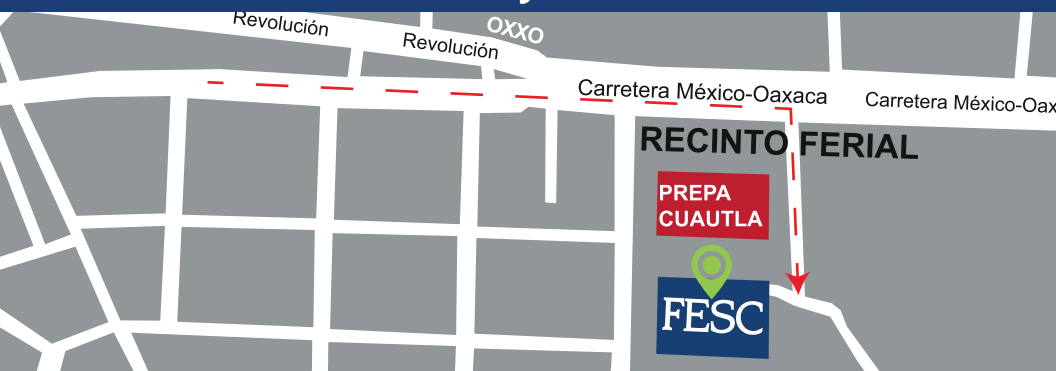 Revolución
OXXO
Revolución
Carretera México-Oaxaca
Carretera México-Oax
RECINTO FERIAL
PREPA
CUAUTLA
FESC